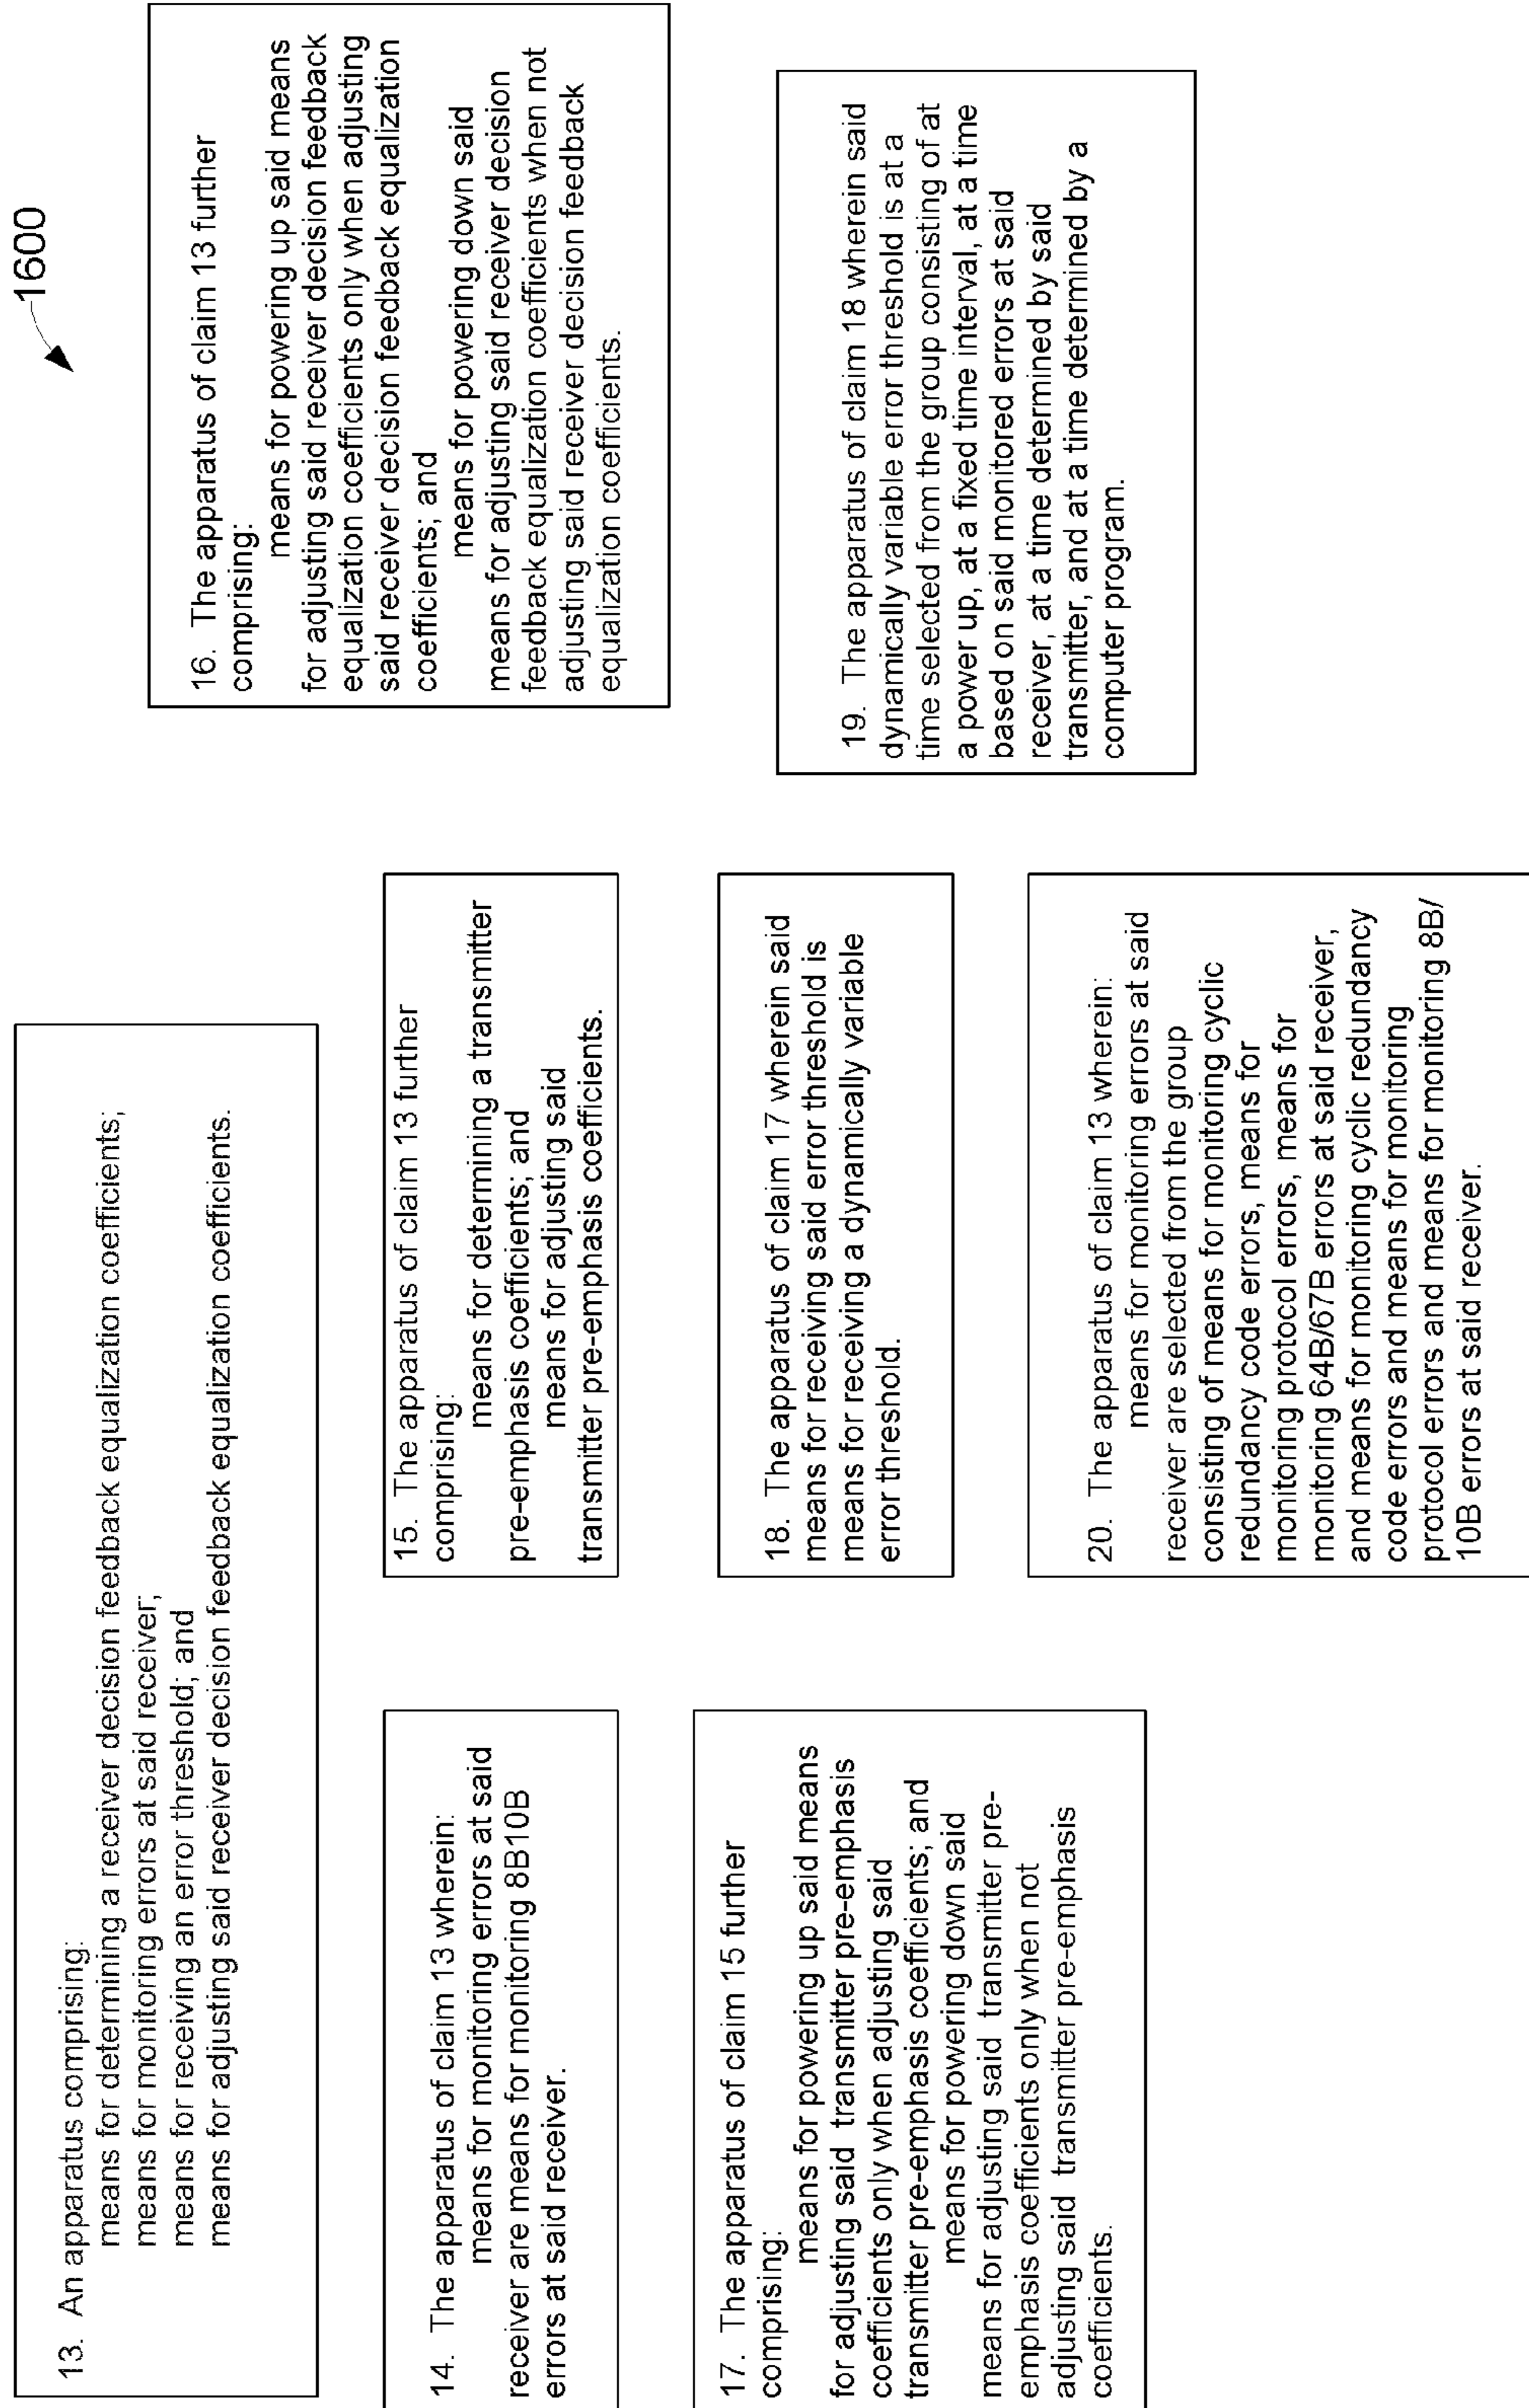 1600
13. An apparatus comprising:
means for determining a receiver decision feedback equalization coefficients;
means for monitoring errors at said receiver;
means for receiving an error threshold; and
means for adjusting said receiver decision feedback equalization coefficients.
14. The apparatus of claim 13 wherein:
means for monitoring errors at said
receiver are means for monitoring 8B10B
errors at said receiver.
15. The apparatus of claim 13 further
comprising:
means for determining a transmitter
pre-emphasis coefficients; and
means for adjusting said
transmitter pre-emphasis coefficients.
16. The apparatus of claim 13 further
comprising:
means for powering up said means
for adjusting said receiver decision feedback
equalization coefficients only when adjusting
said receiver decision feedback equalization
coefficients; and
means for powering down said
means for adjusting said receiver decision
feedback equalization coefficients when not
adjusting said receiver decision feedback
equalization coefficients.
17. The apparatus of claim 15 further
comprising:
means for powering up said means
for adjusting said transmitter pre-emphasis
coefficients only when adjusting said
transmitter pre-emphasis coefficients; and
means for powering down said
means for adjusting said transmitter pre-
emphasis coefficients only when not
adjusting said transmitter pre-emphasis
coefficients.
18. The apparatus of claim 17 wherein said
means for receiving said error threshold is
means for receiving a dynamically variable
error threshold.
19. The apparatus of claim 18 wherein said
dynamically variable error threshold is at a
time selected from the group consisting of at
a power up, at a fixed time interval, at a time
based on said monitored errors at said
receiver, at a time determined by said
transmitter, and at a time determined by a
computer program.
20. The apparatus of claim 13 wherein:
means for monitoring errors at said
receiver are selected from the group
consisting of means for monitoring cyclic
redundancy code errors, means for
monitoring protocol errors, means for
monitoring 64B/67B errors at said receiver,
and means for monitoring cyclic redundancy
code errors and means for monitoring
protocol errors and means for monitoring 8B/
10B errors at said receiver.